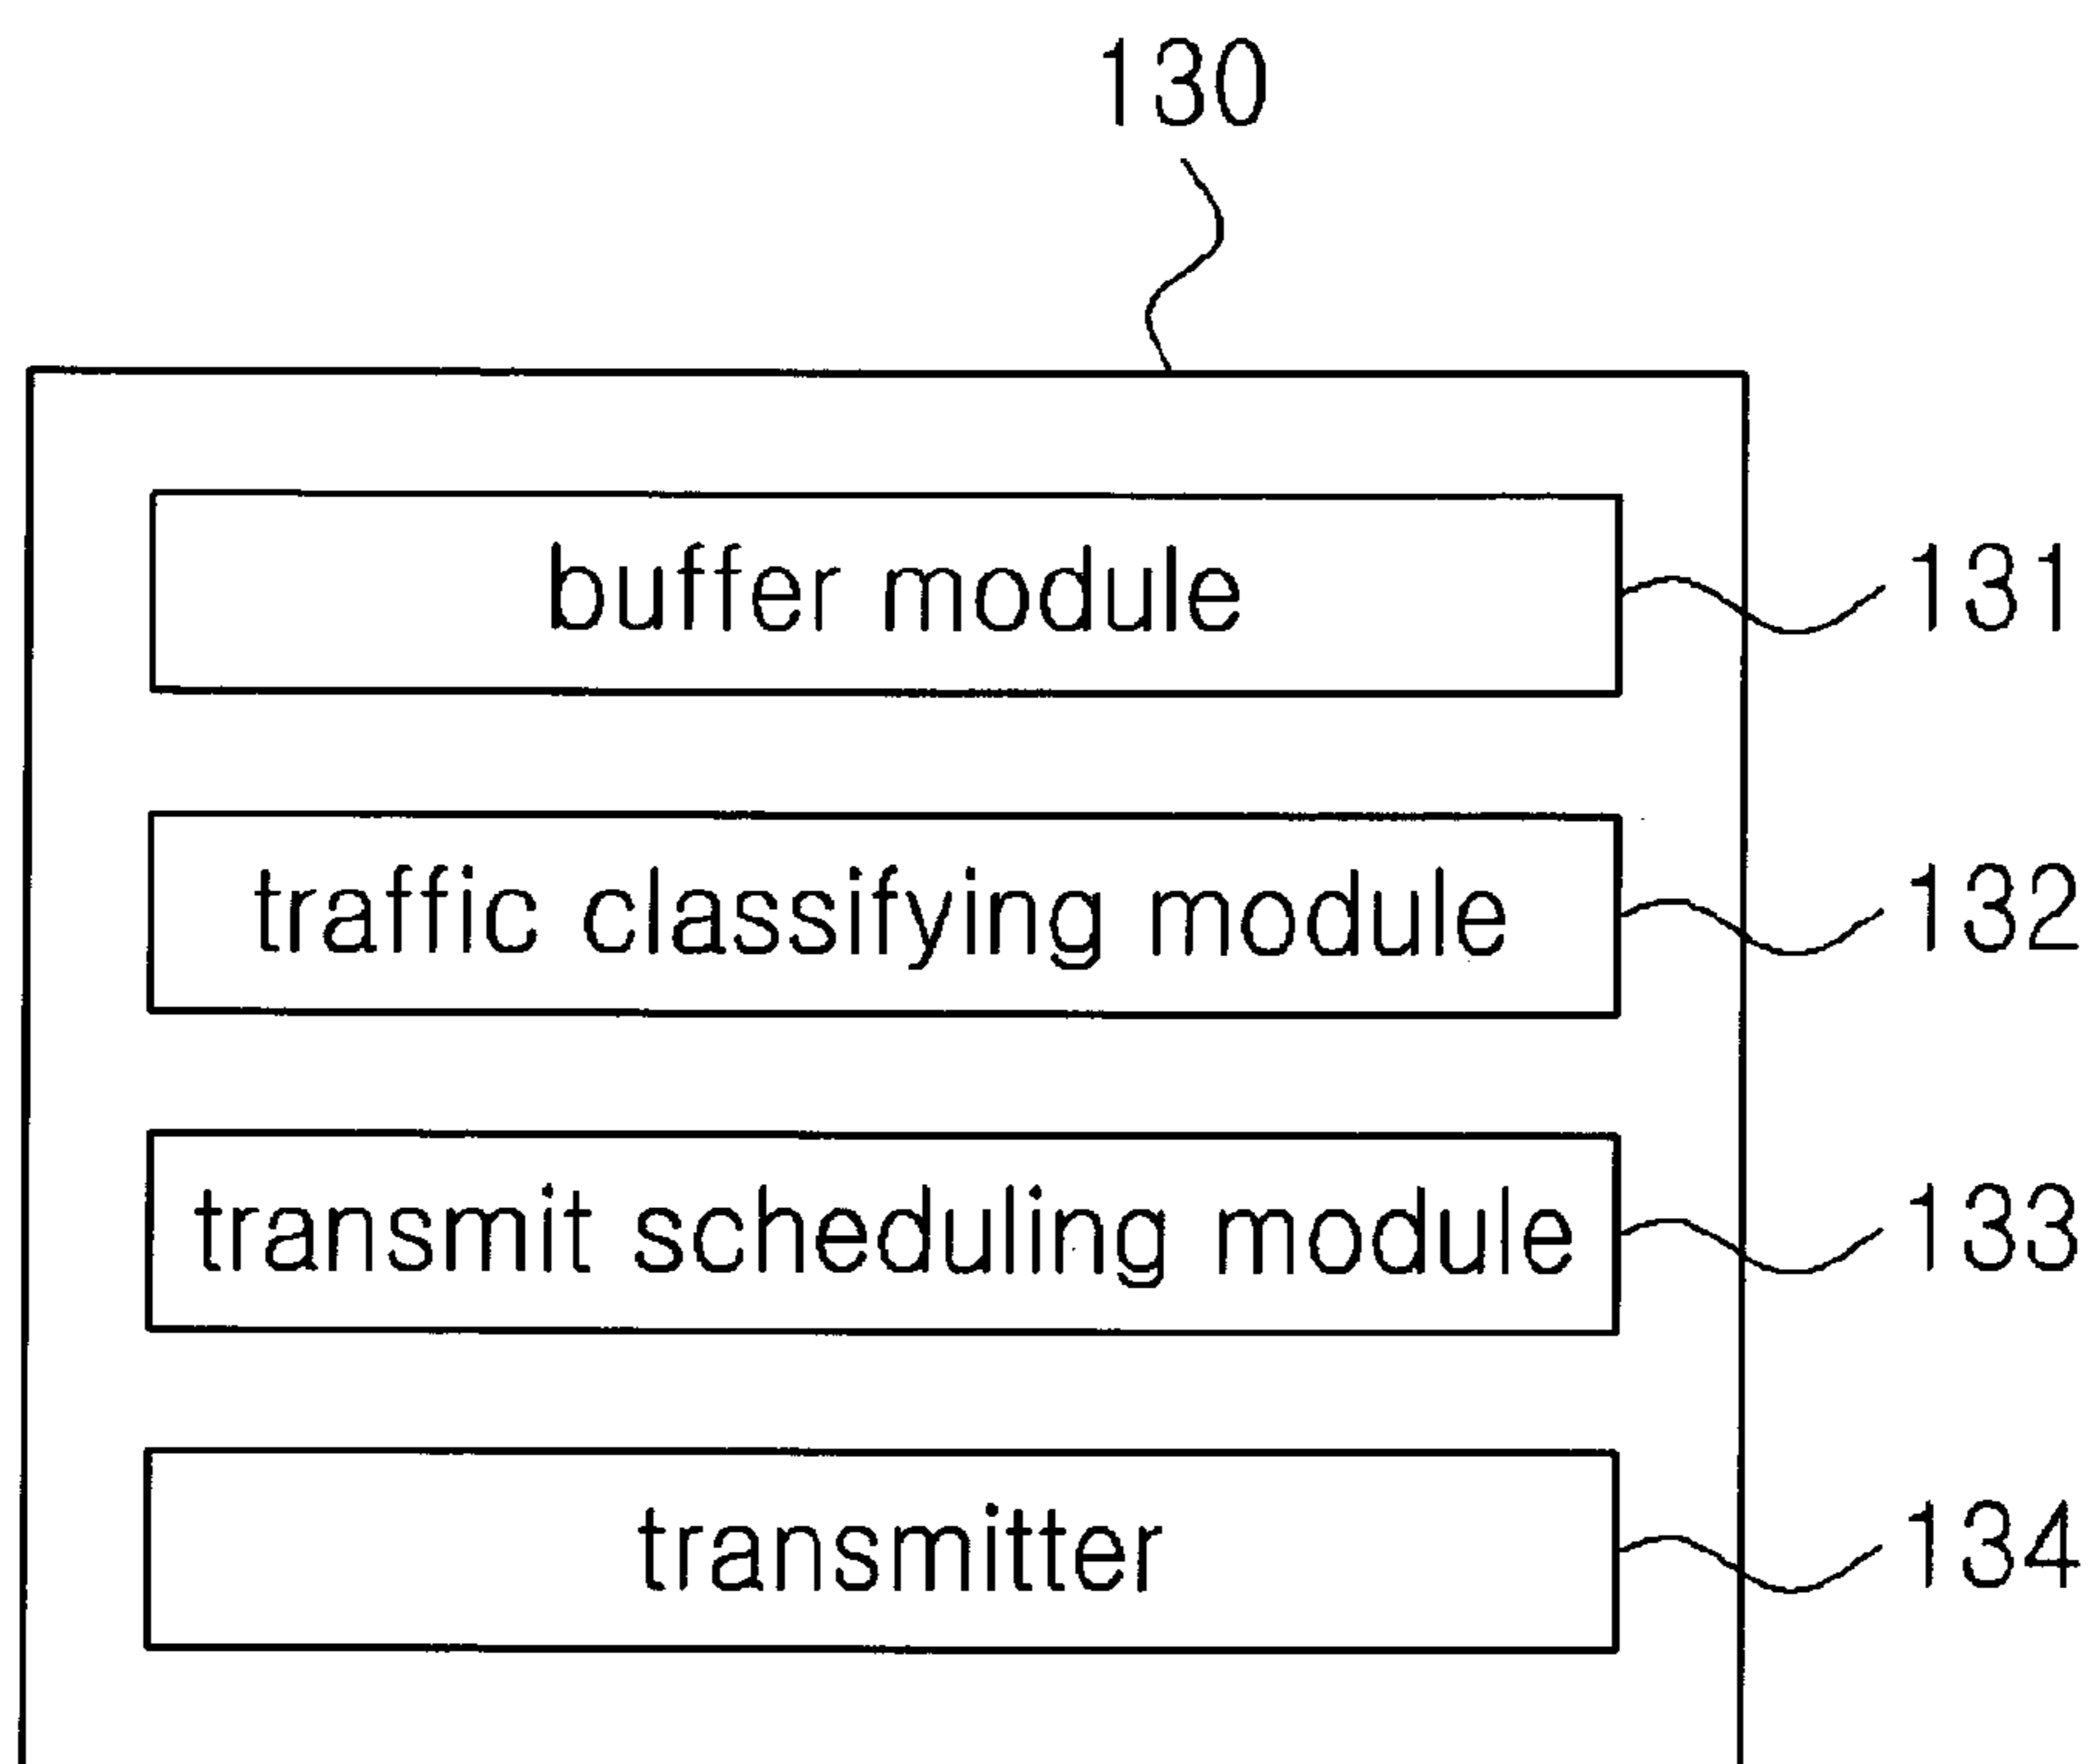 130
buffer module 131
traffic classifying module 132
transmit scheduling module 133
transmitter 134